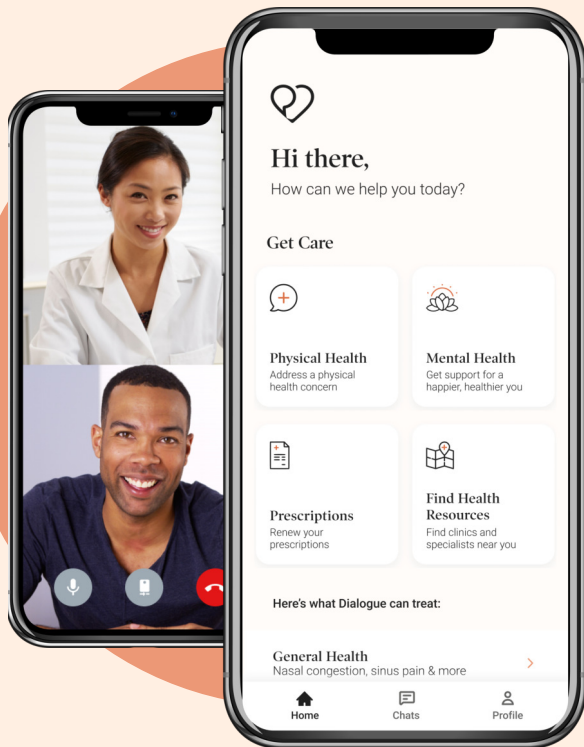 Hi there,
How can we help you today?
Get Care
Physical Health
Address a physical
health concern
Mental Health
Get support for a
happier, healthier you
Prescriptions
Renew your
prescriptions
Find Health
Resources
Find clinics and
specialists near you
Here's what Dialogue can treat:
General Health
Nasal congestion, sinus pain & more
Home
Chats
Profile